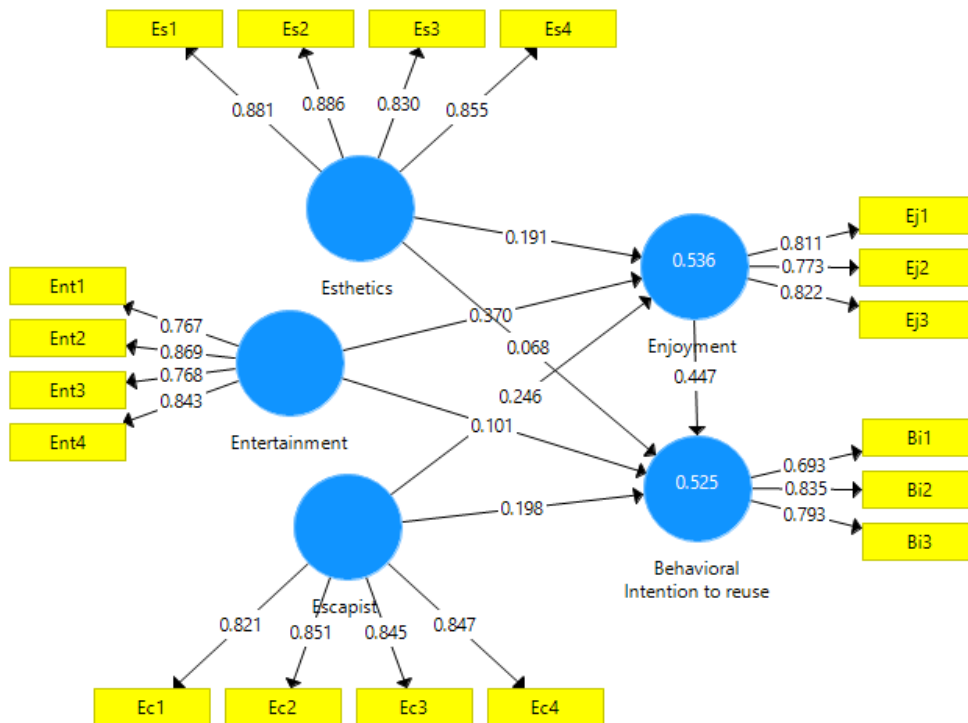 Es1
Es2
Es3
Es4
0.881
0.886
0.830
0.855
Esthetics
0.191
0.536
Enjoyment
0.811
0.773
0.822
Ej1
Ej2
Ej3
Ent1
Ent2
Ent3
Ent4
0.767
0.869
0.768
0.843
Entertainment
0.370
0.068
0.246
0.447
0.101
0.198
0.525
Behavioral
Intention to reuse
0.693
0.835
0.793
Bi1
Bi2
Bi3
Escapist
0.821
0.851
0.845
0.847
Ec1
Ec2
Ec3
Ec4